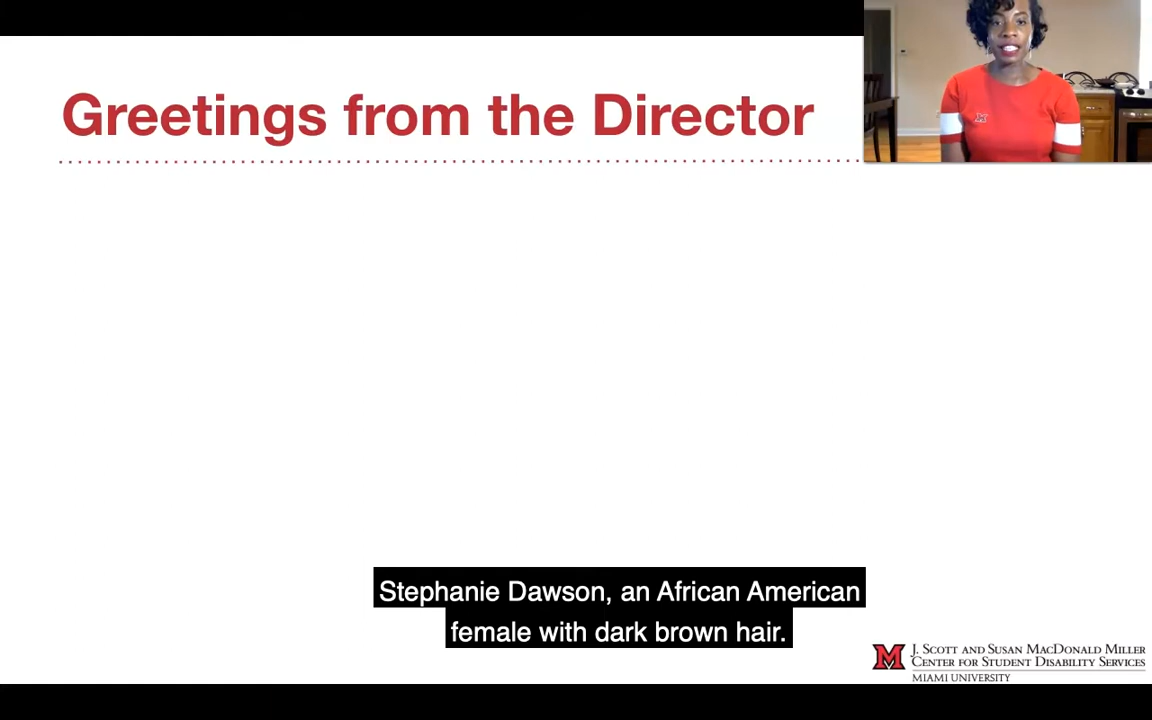 Greetings from the Director
M
Stephanie Dawson, an African American
female with dark brown hair.
M
J. Scott and Susan MacDonald Miller
Center for Student Disability Services
MIAMI UNIVERSITY